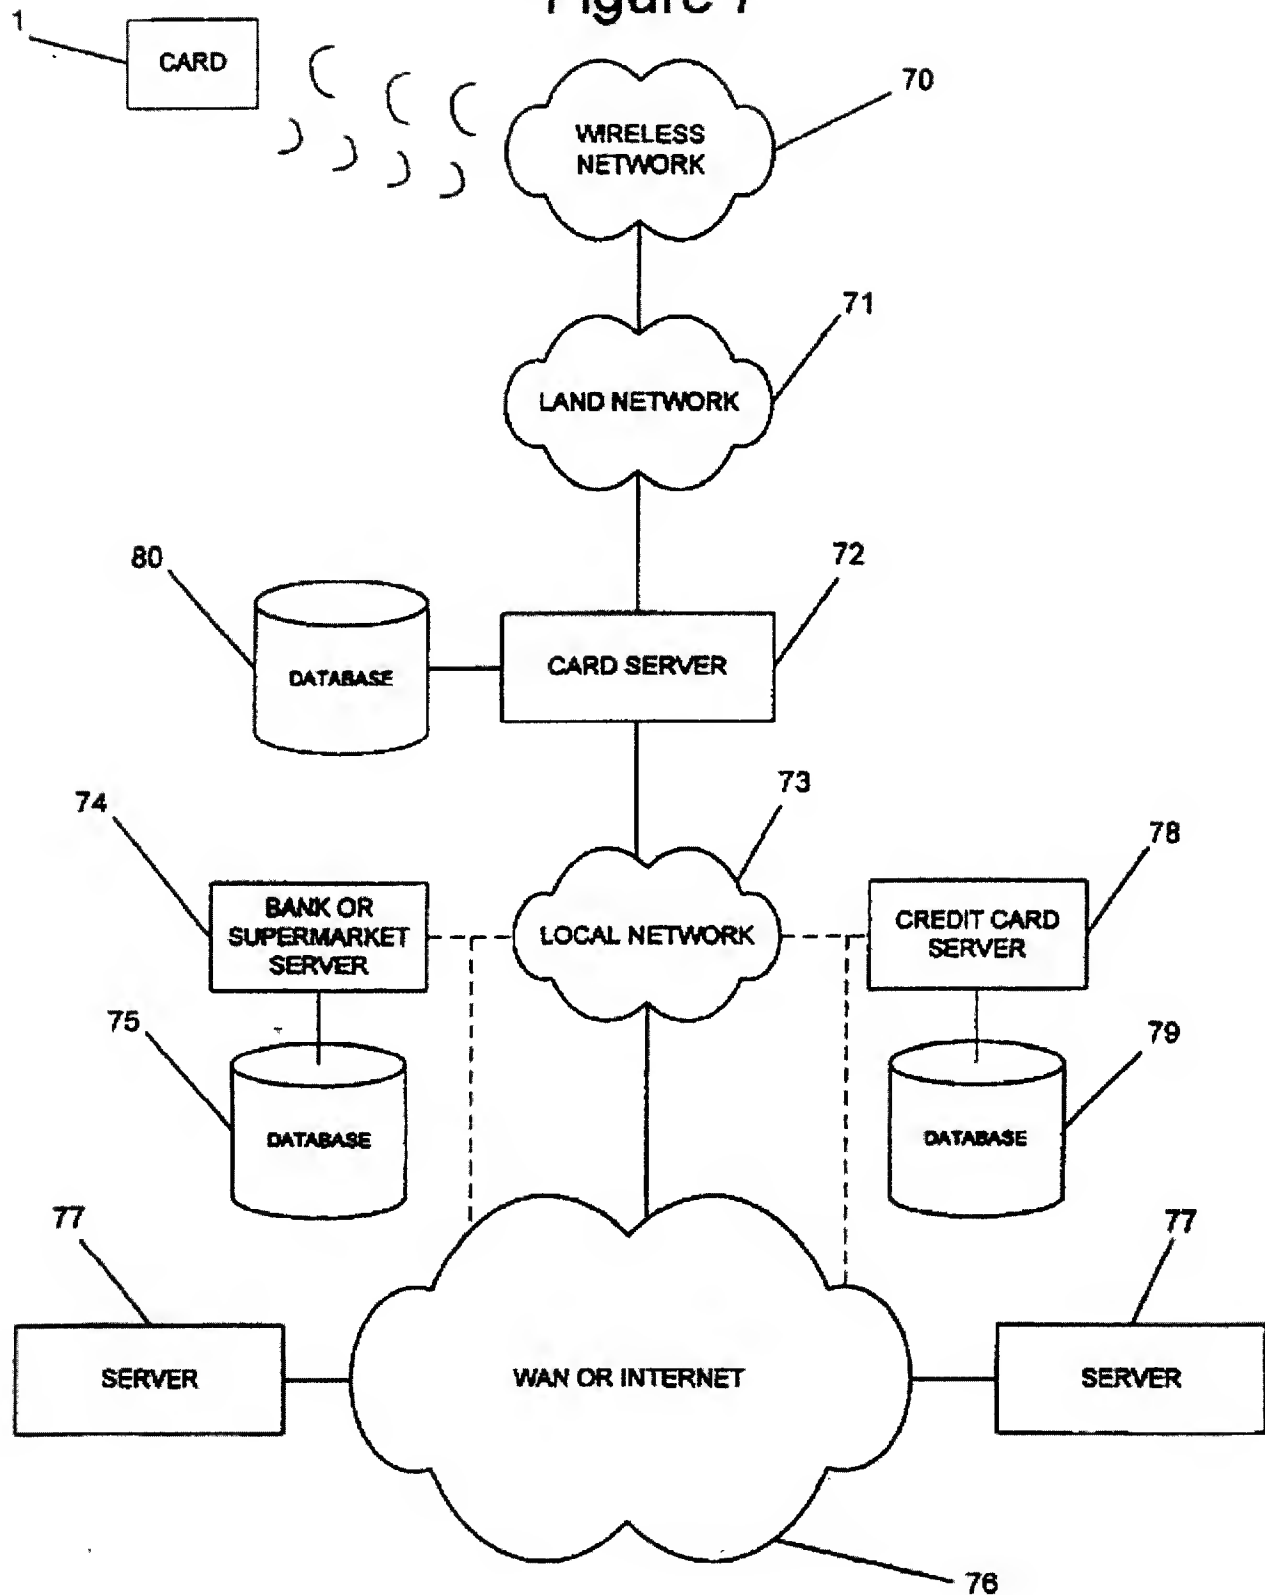 Figure 7
1
CARD
70
WIRELESS
NETWORK
71
LAND NETWORK
80
72
DATABASE
CARD SERVER
73
74
78
BANK OR
SUPERMARKET
SERVER
LOCAL NETWORK
CREDIT CARD
SERVER
75
79
DATABASE
DATABASE
77
77
SERVER
WAN OR INTERNET
SERVER
76